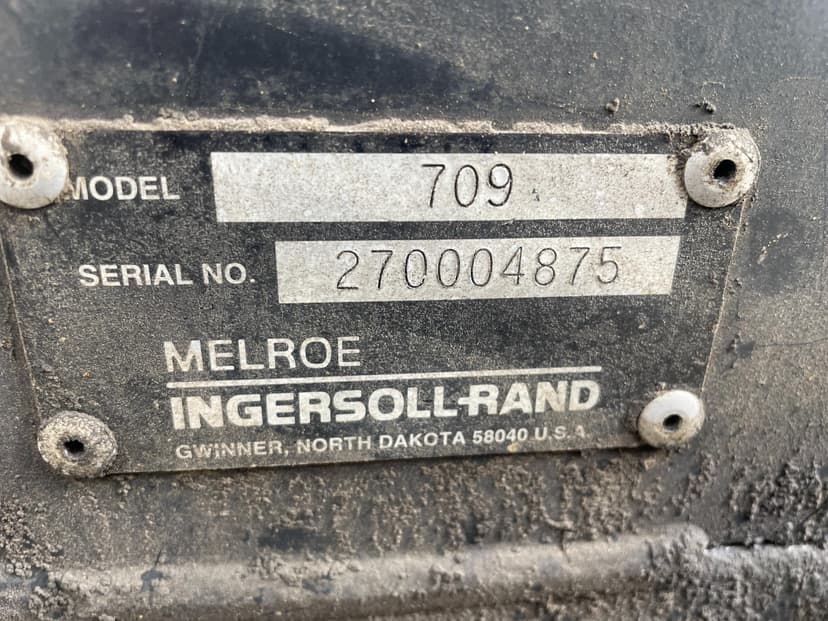 MODEL 709
SERIAL NO. 270004875
MELROE
INGERSOLL-RAND
GWINNER, NORTH DAKOTA 58040 U.S.A.